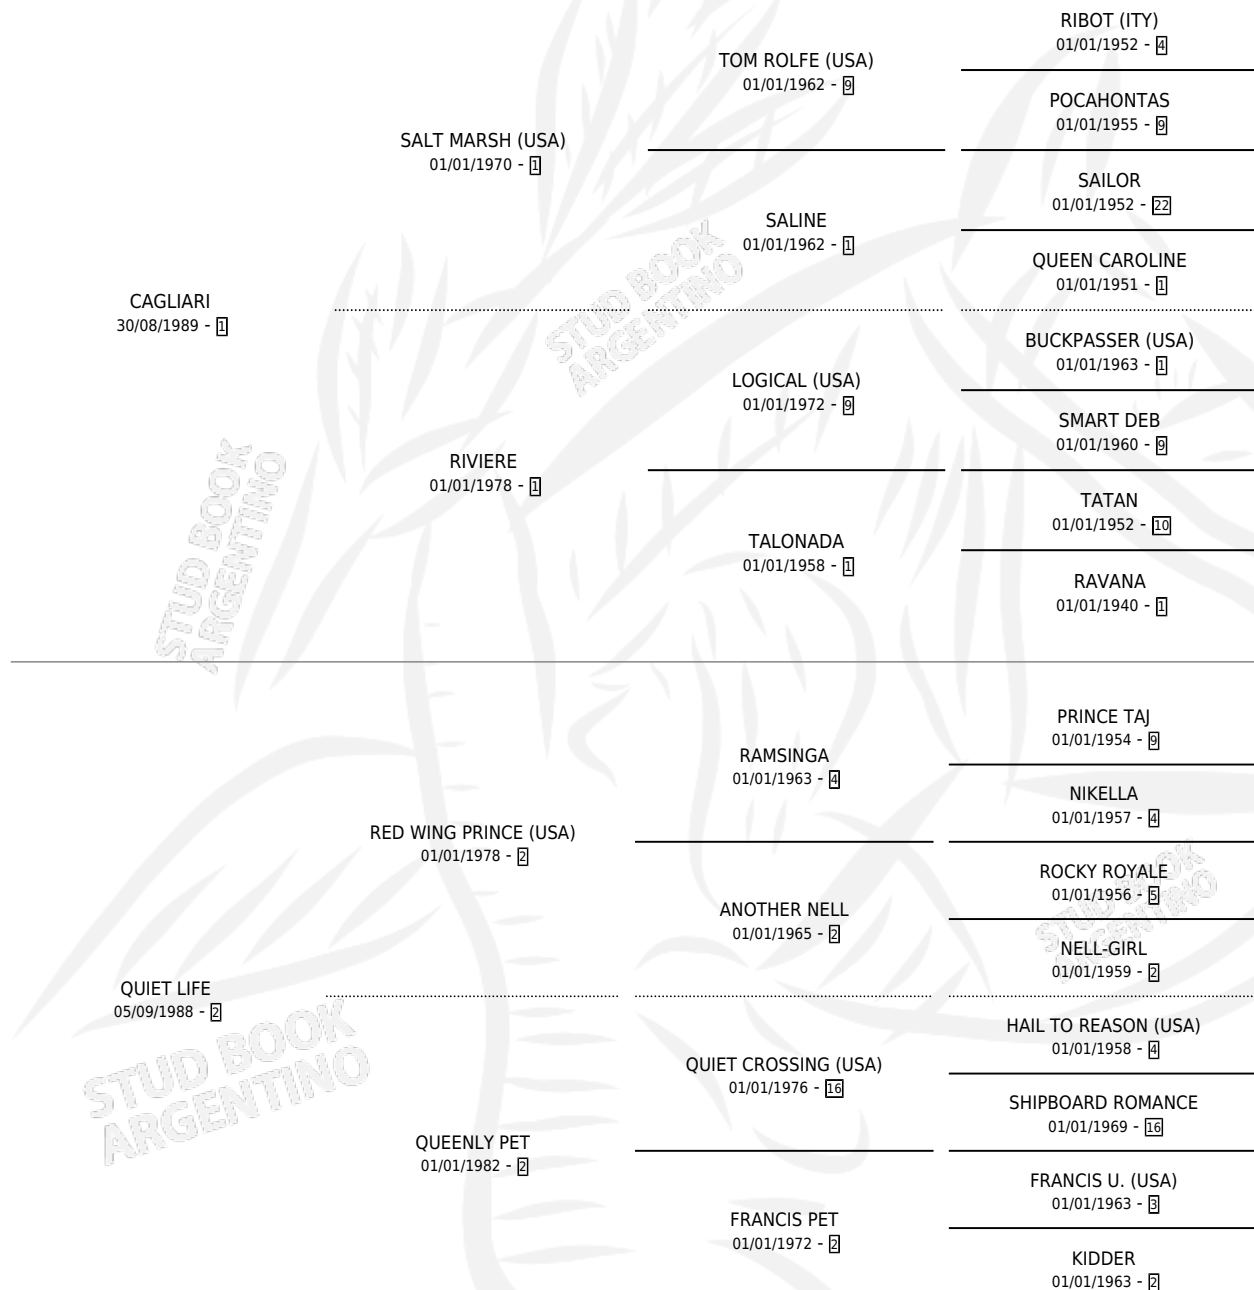 RIBOT (ITY)
01/01/1952 - 4
TOM ROLFE (USA)
01/01/1962 - 9
POCAHONTAS
01/01/1955 - 9
SALT MARSH (USA)
01/01/1970 - 1
SAILOR
01/01/1952 - 22
SALINE
01/01/1962 - 1
QUEEN CAROLINE
01/01/1951 - 1
CAGLIARI
30/08/1989 - 1
BUCKPASSER (USA)
01/01/1963 - 1
LOGICAL (USA)
01/01/1972 - 9
SMART DEB
01/01/1960 - 9
RIVIERE
01/01/1978 - 1
TATAN
01/01/1952 - 10
TALONADA
01/01/1958 - 1
RAVANA
01/01/1940 - 1
PRINCE TAJ
01/01/1954 - 9
RAMSINGA
01/01/1963 - 4
NIKELLA
01/01/1957 - 4
RED WING PRINCE (USA)
01/01/1978 - 2
ROCKY ROYALE
01/01/1956 - 5
ANOTHER NELL
01/01/1965 - 2
NELL-GIRL
01/01/1959 - 2
QUIET LIFE
05/09/1988 - 2
HAIL TO REASON (USA)
01/01/1958 - 4
QUIET CROSSING (USA)
01/01/1976 - 16
SHIPBOARD ROMANCE
01/01/1969 - 16
QUEENLY PET
01/01/1982 - 2
FRANCIS U. (USA)
01/01/1963 - 3
FRANCIS PET
01/01/1972 - 2
KIDDER
01/01/1963 - 2
STUD BOOK
ARGENTINO
STUD BOOK
ARGENTINO
STUD BOOK
ARGENTINO
STUD BOOK
ARGENTINO